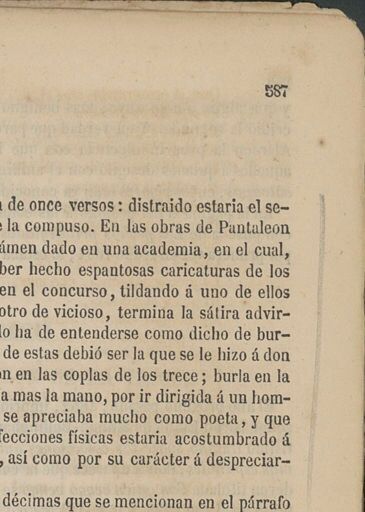 587
de once versos: distraido estaria el se-
la compuso. En las obras de Pantaleon
ámen dado en una academia, en el cual,
ber hecho espantosas caricaturas de los
en el concurso, tildando á uno de ellos
otro de vicioso, termina la sátira advir-
lo ha de entenderse como dicho de bur-
de estas debió ser la que se le hizo á don
on en las coplas de los trece; burla en la
a mas la mano, por ir dirigida á un hom-
se apreciaba mucho como poeta, y que
fecciones físicas estaria acostumbrado á
, así como por su carácter á despreciar-
décimas que se mencionan en el párrafo